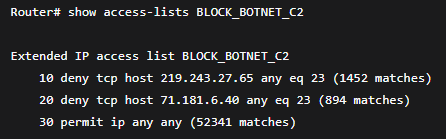 Router# show access-lists BLOCK_BOTNET_C2
Extended IP access list BLOCK_BOTNET_C2
10 deny tcp host 219.243.27.65 any eq 23 (1452 matches)
20 deny tcp host 71.181.6.40 any eq 23 (894 matches)
30 permit ip any any (52341 matches)